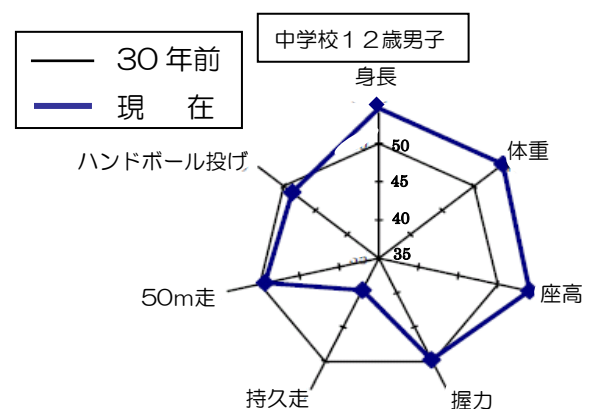 30年前
現 在
中学校12歳男子
身長
体重
座高
握力
持久走
50m走
ハンドボール投げ
50
45
40
35